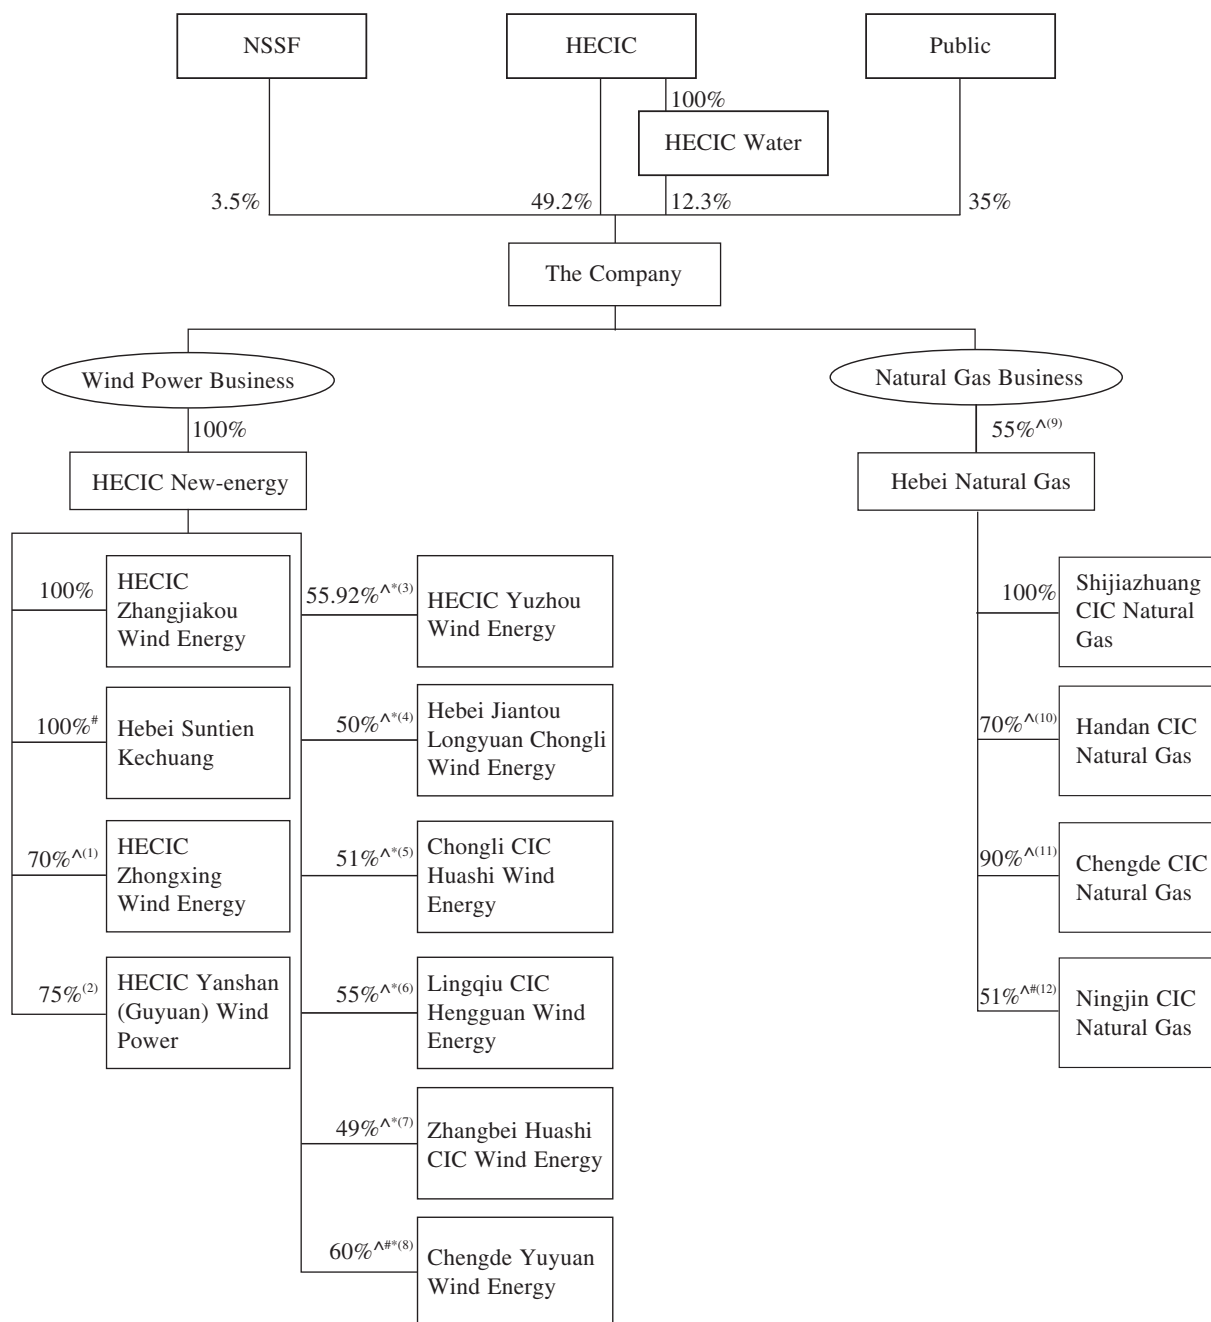 NSSF
HECIC
Public
100%
HECIC Water
3.5%
49.2%
12.3%
35%
The Company
Wind Power Business
Natural Gas Business
100%
55%^(9)
HECIC New-energy
Hebei Natural Gas
100%
HECIC
Zhangjiakou
Wind Energy
55.92%^*(3)
HECIC Yuzhou
Wind Energy
100%
Shijiazhuang
CIC Natural
Gas
100%#
Hebei Suntien
Kechuang
50%^*(4)
Hebei Jiantou
Longyuan Chongli
Wind Energy
70%^(10)
Handan CIC
Natural Gas
70%^(1)
HECIC
Zhongxing
Wind Energy
51%^*(5)
Chongli CIC
Huashi Wind
Energy
90%^(11)
Chengde CIC
Natural Gas
75%(2)
HECIC Yanshan
(Guyuan) Wind
Power
55%^*(6)
Lingqiu CIC
Hengguan Wind
Energy
51%^#(12)
Ningjin CIC
Natural Gas
49%^*(7)
Zhangbei Huashi
CIC Wind Energy
60%^#*(8)
Chengde Yuyuan
Wind Energy